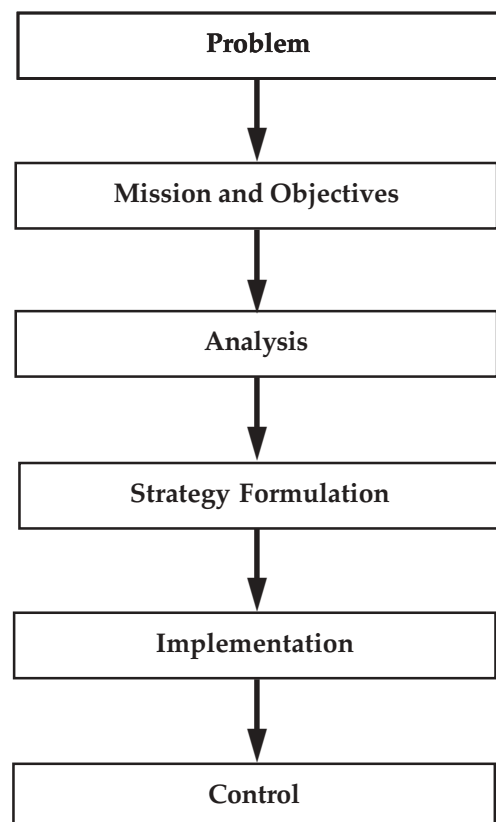 Problem
Mission and Objectives
Analysis
Strategy Formulation
Implementation
Control